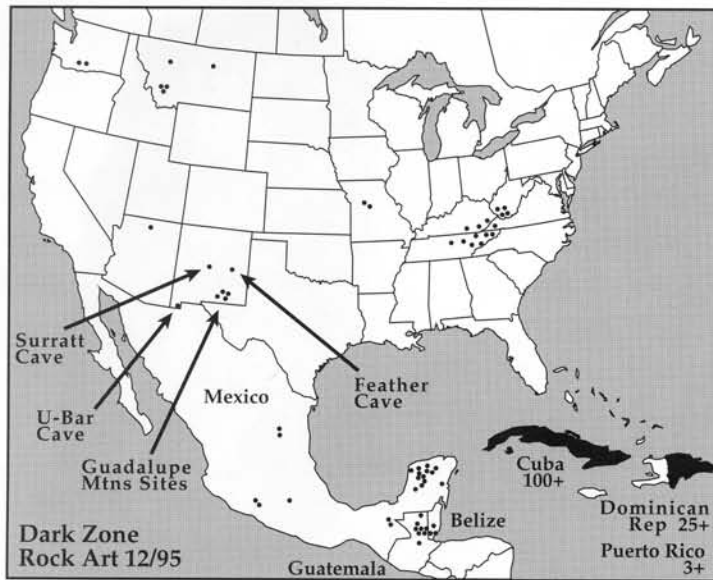 Surratt
Cave
U-Bar
Cave
Mexico
Guadalupe
Mtns Sites
Feather
Cave
Cuba
100+
Dominican
Rep 25+
Puerto Rico
3+
Belize
Guatemala
Dark Zone
Rock Art 12/95